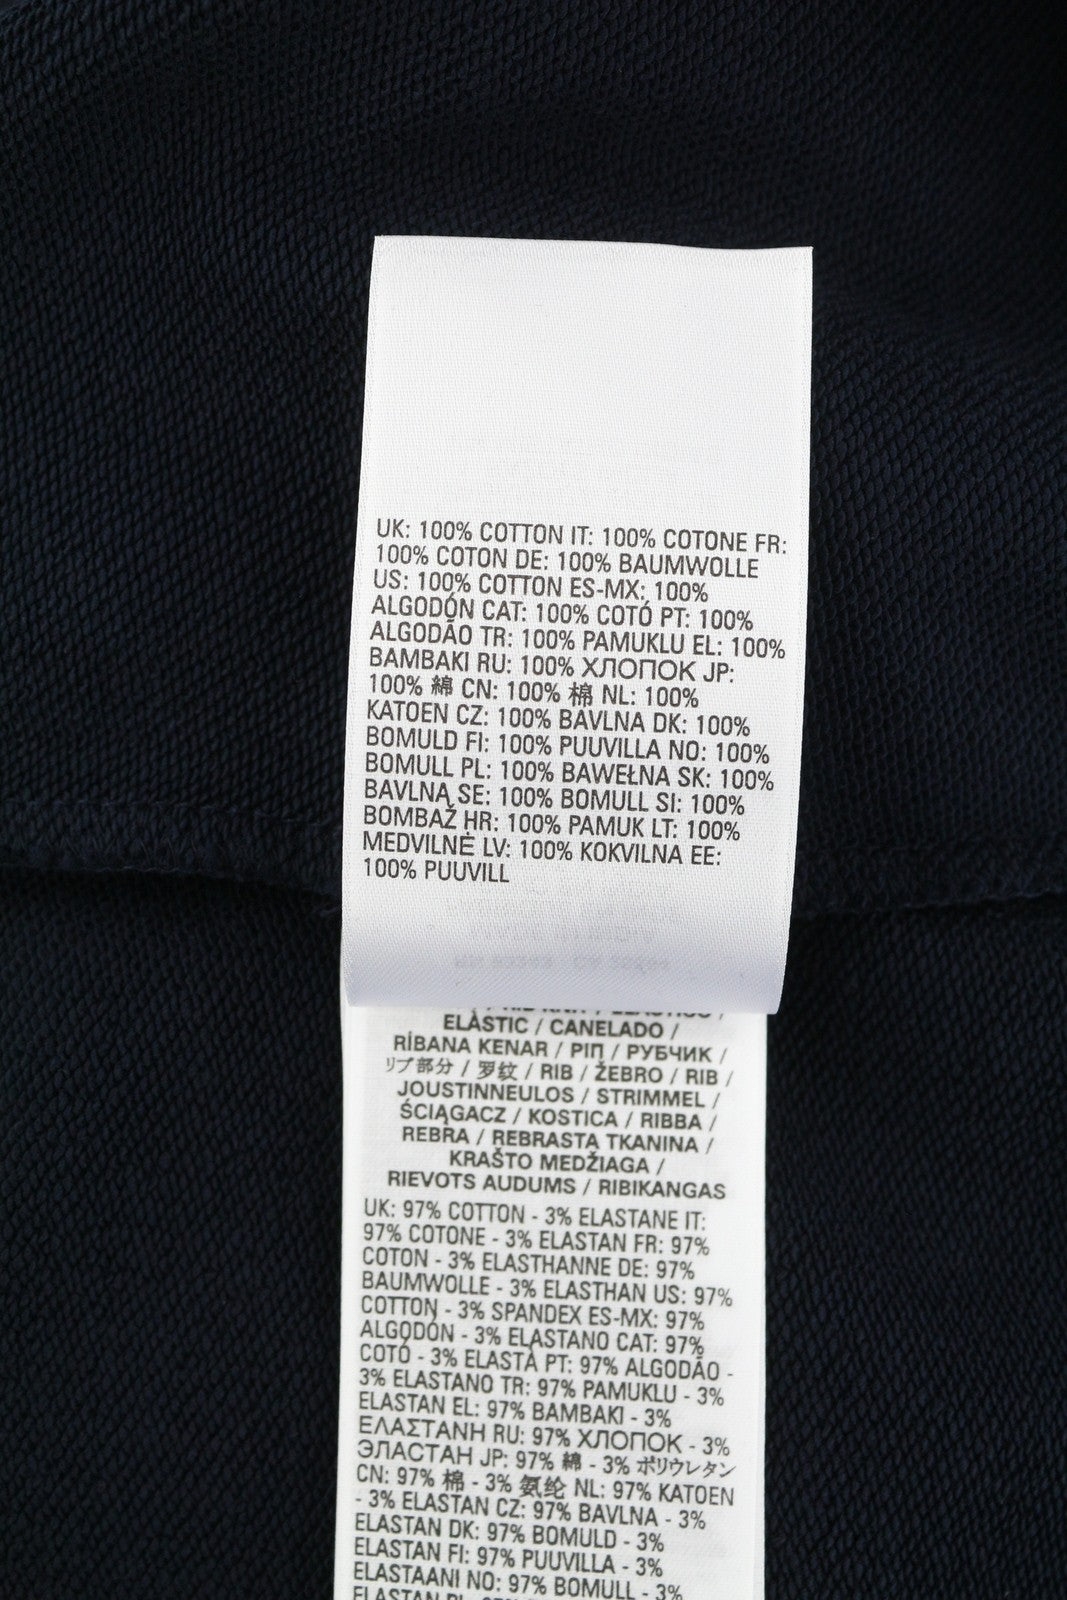 UK: 100% COTTON IT: 100% COTONE FR:
100% COTON DE: 100% BAUMWOLLE
US: 100% COTTON ES-MX: 100%
ALGODÓN CAT: 100% COTÓ PT: 100%
ALGODÃO TR: 100% PAMUKLU EL: 100%
BAMBAKI RU: 100% ХЛОПОК JP:
100% 綿 CN: 100% 棉 NL: 100%
KATOEN CZ: 100% BAVLNA DK: 100%
BOMULD FI: 100% PUUVILLA NO: 100%
BOMULL PL: 100% BAWEŁNA SK: 100%
BAVLNA SE: 100% BOMULL SI: 100%
BOMBAŽ HR: 100% PAMUK LT: 100%
MEDVILNĖ LV: 100% KOKVILNA EE:
100% PUUVILL
ELÀSTIC / CANELADO /
RİBANA KENAR / ΡΙΠ / РУБЧИК /
リブ部分 / 罗纹 / RIB / ŽEBRO / RIB /
JOUSTINNEULOS / STRIMMEL /
ŚCIĄGACZ / KOSTICA / RIBBA /
REBRA / REBRASTA TKANINA /
KRAŠTO MEDŽIAGA /
RIEVOTS AUDUMS / RIBIKANGAS
UK: 97% COTTON - 3% ELASTANE IT:
97% COTONE - 3% ELASTAN FR: 97%
COTON - 3% ELASTHANNE DE: 97%
BAUMWOLLE - 3% ELASTHAN US: 97%
COTTON - 3% SPANDEX ES-MX: 97%
ALGODÓN - 3% ELASTANO CAT: 97%
COTÓ - 3% ELASTÀ PT: 97% ALGODÃO -
3% ELASTANO TR: 97% PAMUKLU - 3%
ELASTAN EL: 97% BAMBAKI - 3%
ΕΛΑΣΤΑΝΗ RU: 97% ХЛОПОК - 3%
ЭЛАСТАН JP: 97% 綿 - 3% ポリウレタン
CN: 97% 棉 - 3% 氨纶 NL: 97% KATOEN
- 3% ELASTAN CZ: 97% BAVLNA - 3%
ELASTAN DK: 97% BOMULD - 3%
ELASTAN FI: 97% PUUVILLA - 3%
ELASTAANI NO: 97% BOMULL - 3%